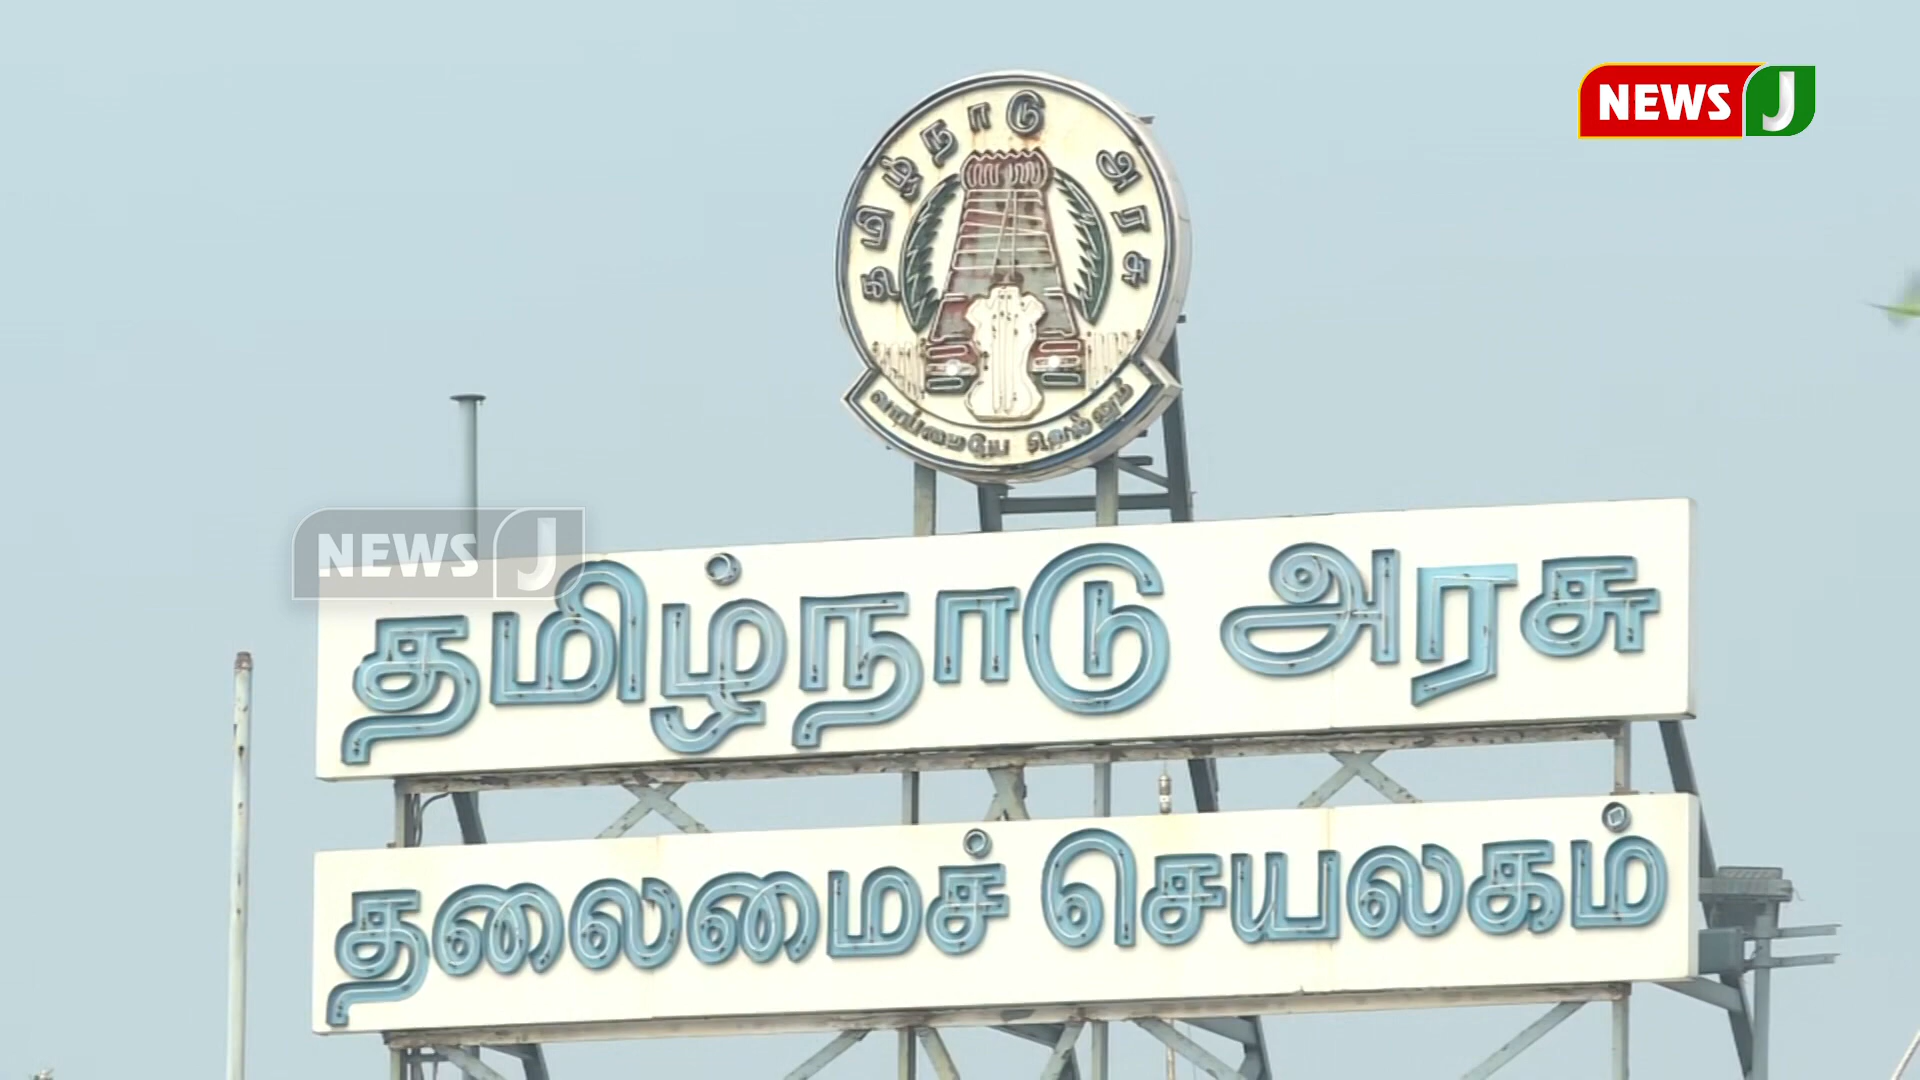 NEWS J
தமிழ்நாடு அரசு
வாய்மையே வெல்லும்
NEWS J
தமிழ்நாடு அரசு
தலைமைச் செயலகம்